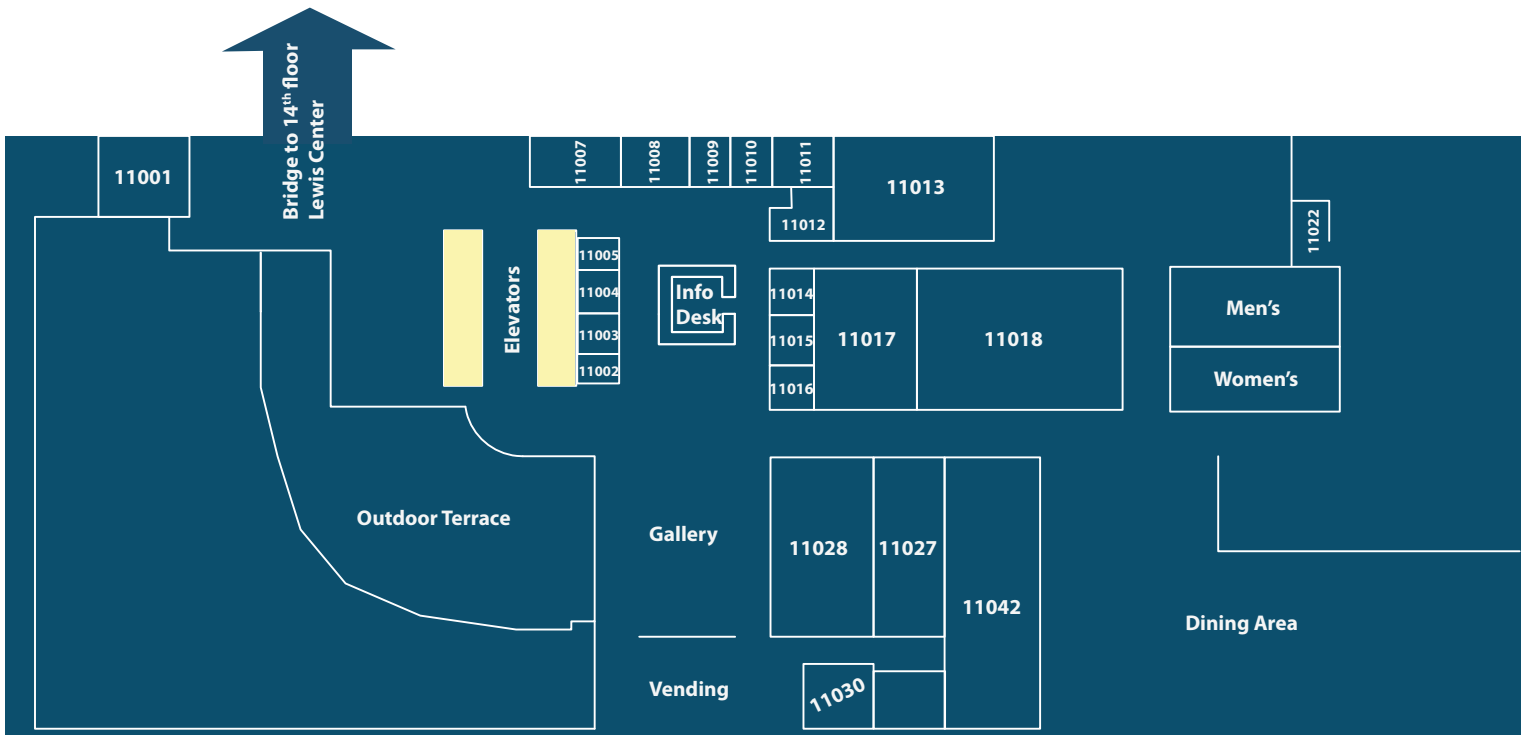 Bridge to 14th floor
Lewis Center
11001
11007
11008
11009
11010
11011
11013
11012
11022
11005
11004
11003
11002
Elevators
Info
Desk
11014
11015
11016
11017
11018
Men’s
Women’s
Outdoor Terrace
Gallery
11028
11027
11042
Dining Area
Vending
11030